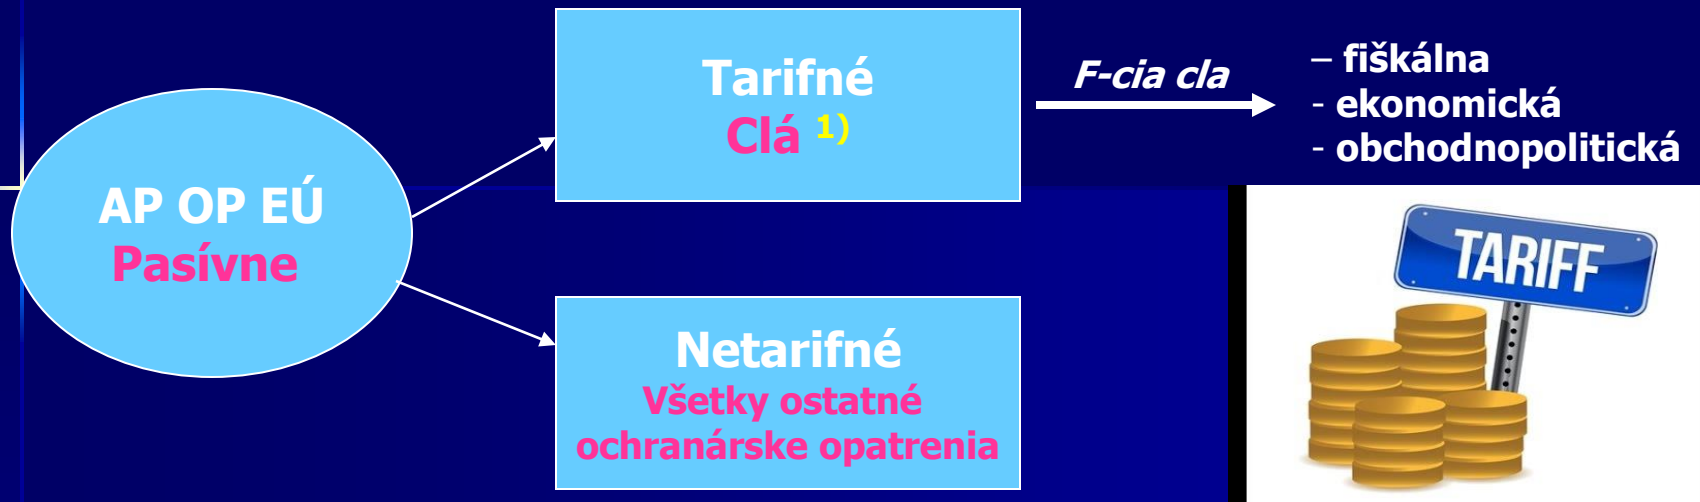 AP OP EÚ
Pasívne
Tarifné
Clá 1)
F-cia cla
– fiškálna
- ekonomická
- obchodnopolitická
Netarifné
Všetky ostatné
ochranárske opatrenia
TARIFF